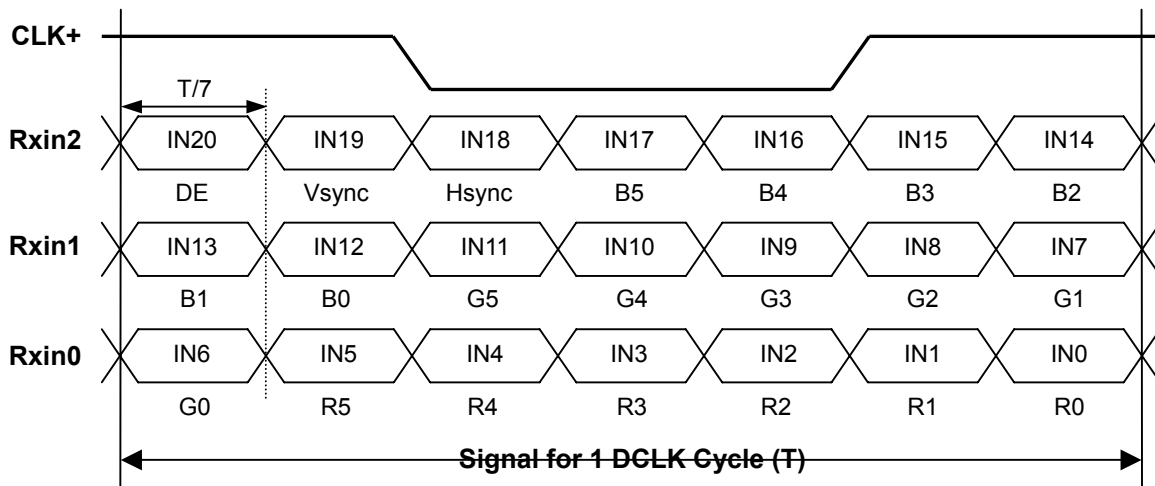 CLK+
T/7
Rxin2 IN20 IN19 IN18 IN17 IN16 IN15 IN14
DE Vsync Hsync B5 B4 B3 B2
Rxin1 IN13 IN12 IN11 IN10 IN9 IN8 IN7
B1 B0 G5 G4 G3 G2 G1
Rxin0 IN6 IN5 IN4 IN3 IN2 IN1 IN0
G0 R5 R4 R3 R2 R1 R0
Signal for 1 DCLK Cycle (T)